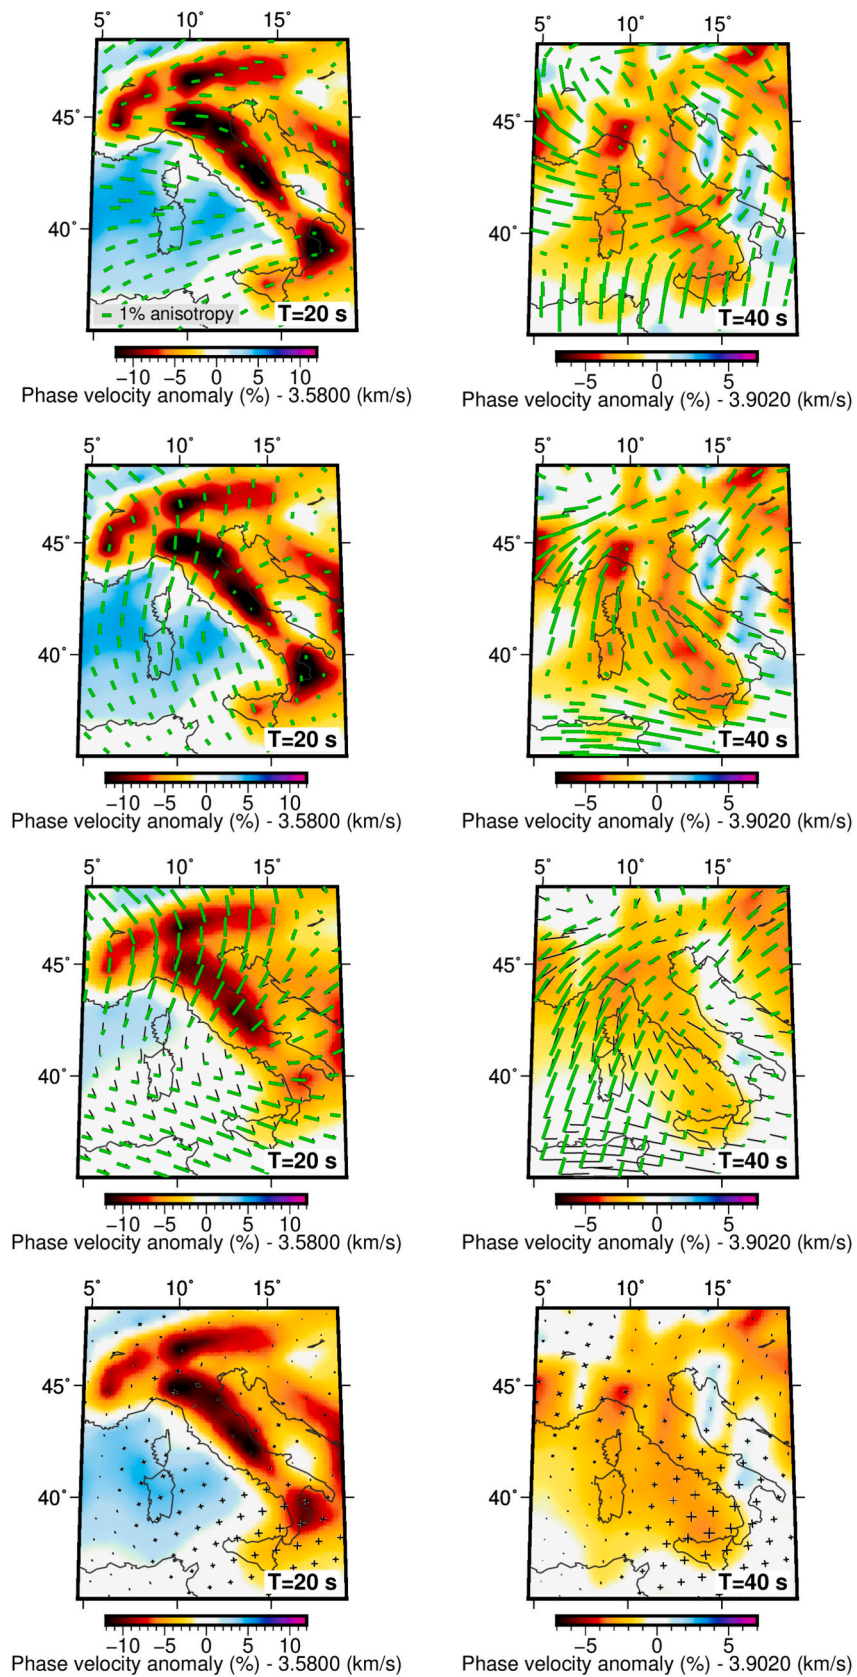 5° 10° 15°
45°
40°
1% anisotropy
T=20 s
−10 −5 0 5 10
Phase velocity anomaly (%) - 3.5800 (km/s)
5° 10° 15°
45°
40°
T=40 s
−5 0 5
Phase velocity anomaly (%) - 3.9020 (km/s)
5° 10° 15°
45°
40°
T=20 s
−10 −5 0 5 10
Phase velocity anomaly (%) - 3.5800 (km/s)
5° 10° 15°
45°
40°
T=40 s
−5 0 5
Phase velocity anomaly (%) - 3.9020 (km/s)
5° 10° 15°
45°
40°
T=20 s
−10 −5 0 5 10
Phase velocity anomaly (%) - 3.5800 (km/s)
5° 10° 15°
45°
40°
T=40 s
−5 0 5
Phase velocity anomaly (%) - 3.9020 (km/s)
5° 10° 15°
45°
40°
T=20 s
−10 −5 0 5 10
Phase velocity anomaly (%) - 3.5800 (km/s)
5° 10° 15°
45°
40°
T=40 s
−5 0 5
Phase velocity anomaly (%) - 3.9020 (km/s)